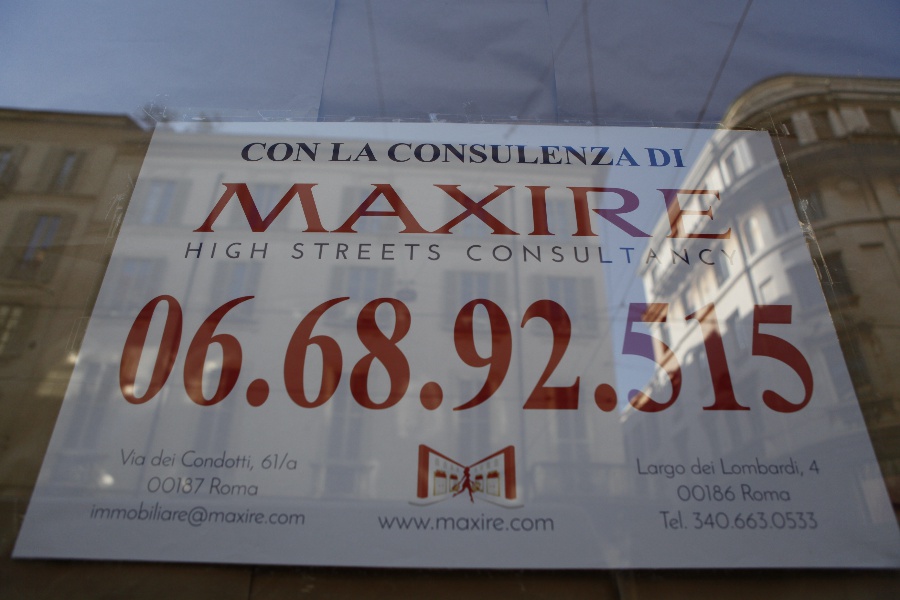 CON LA CONSULENZA DI
MAXIRE
HIGH STREETS CONSULTANCY
06.68.92.515
Via dei Condotti, 61/a
00187 Roma
immobiliare@maxire.com
www.maxire.com
Largo dei Lombardi, 4
00186 Roma
Tel. 340.663.0533